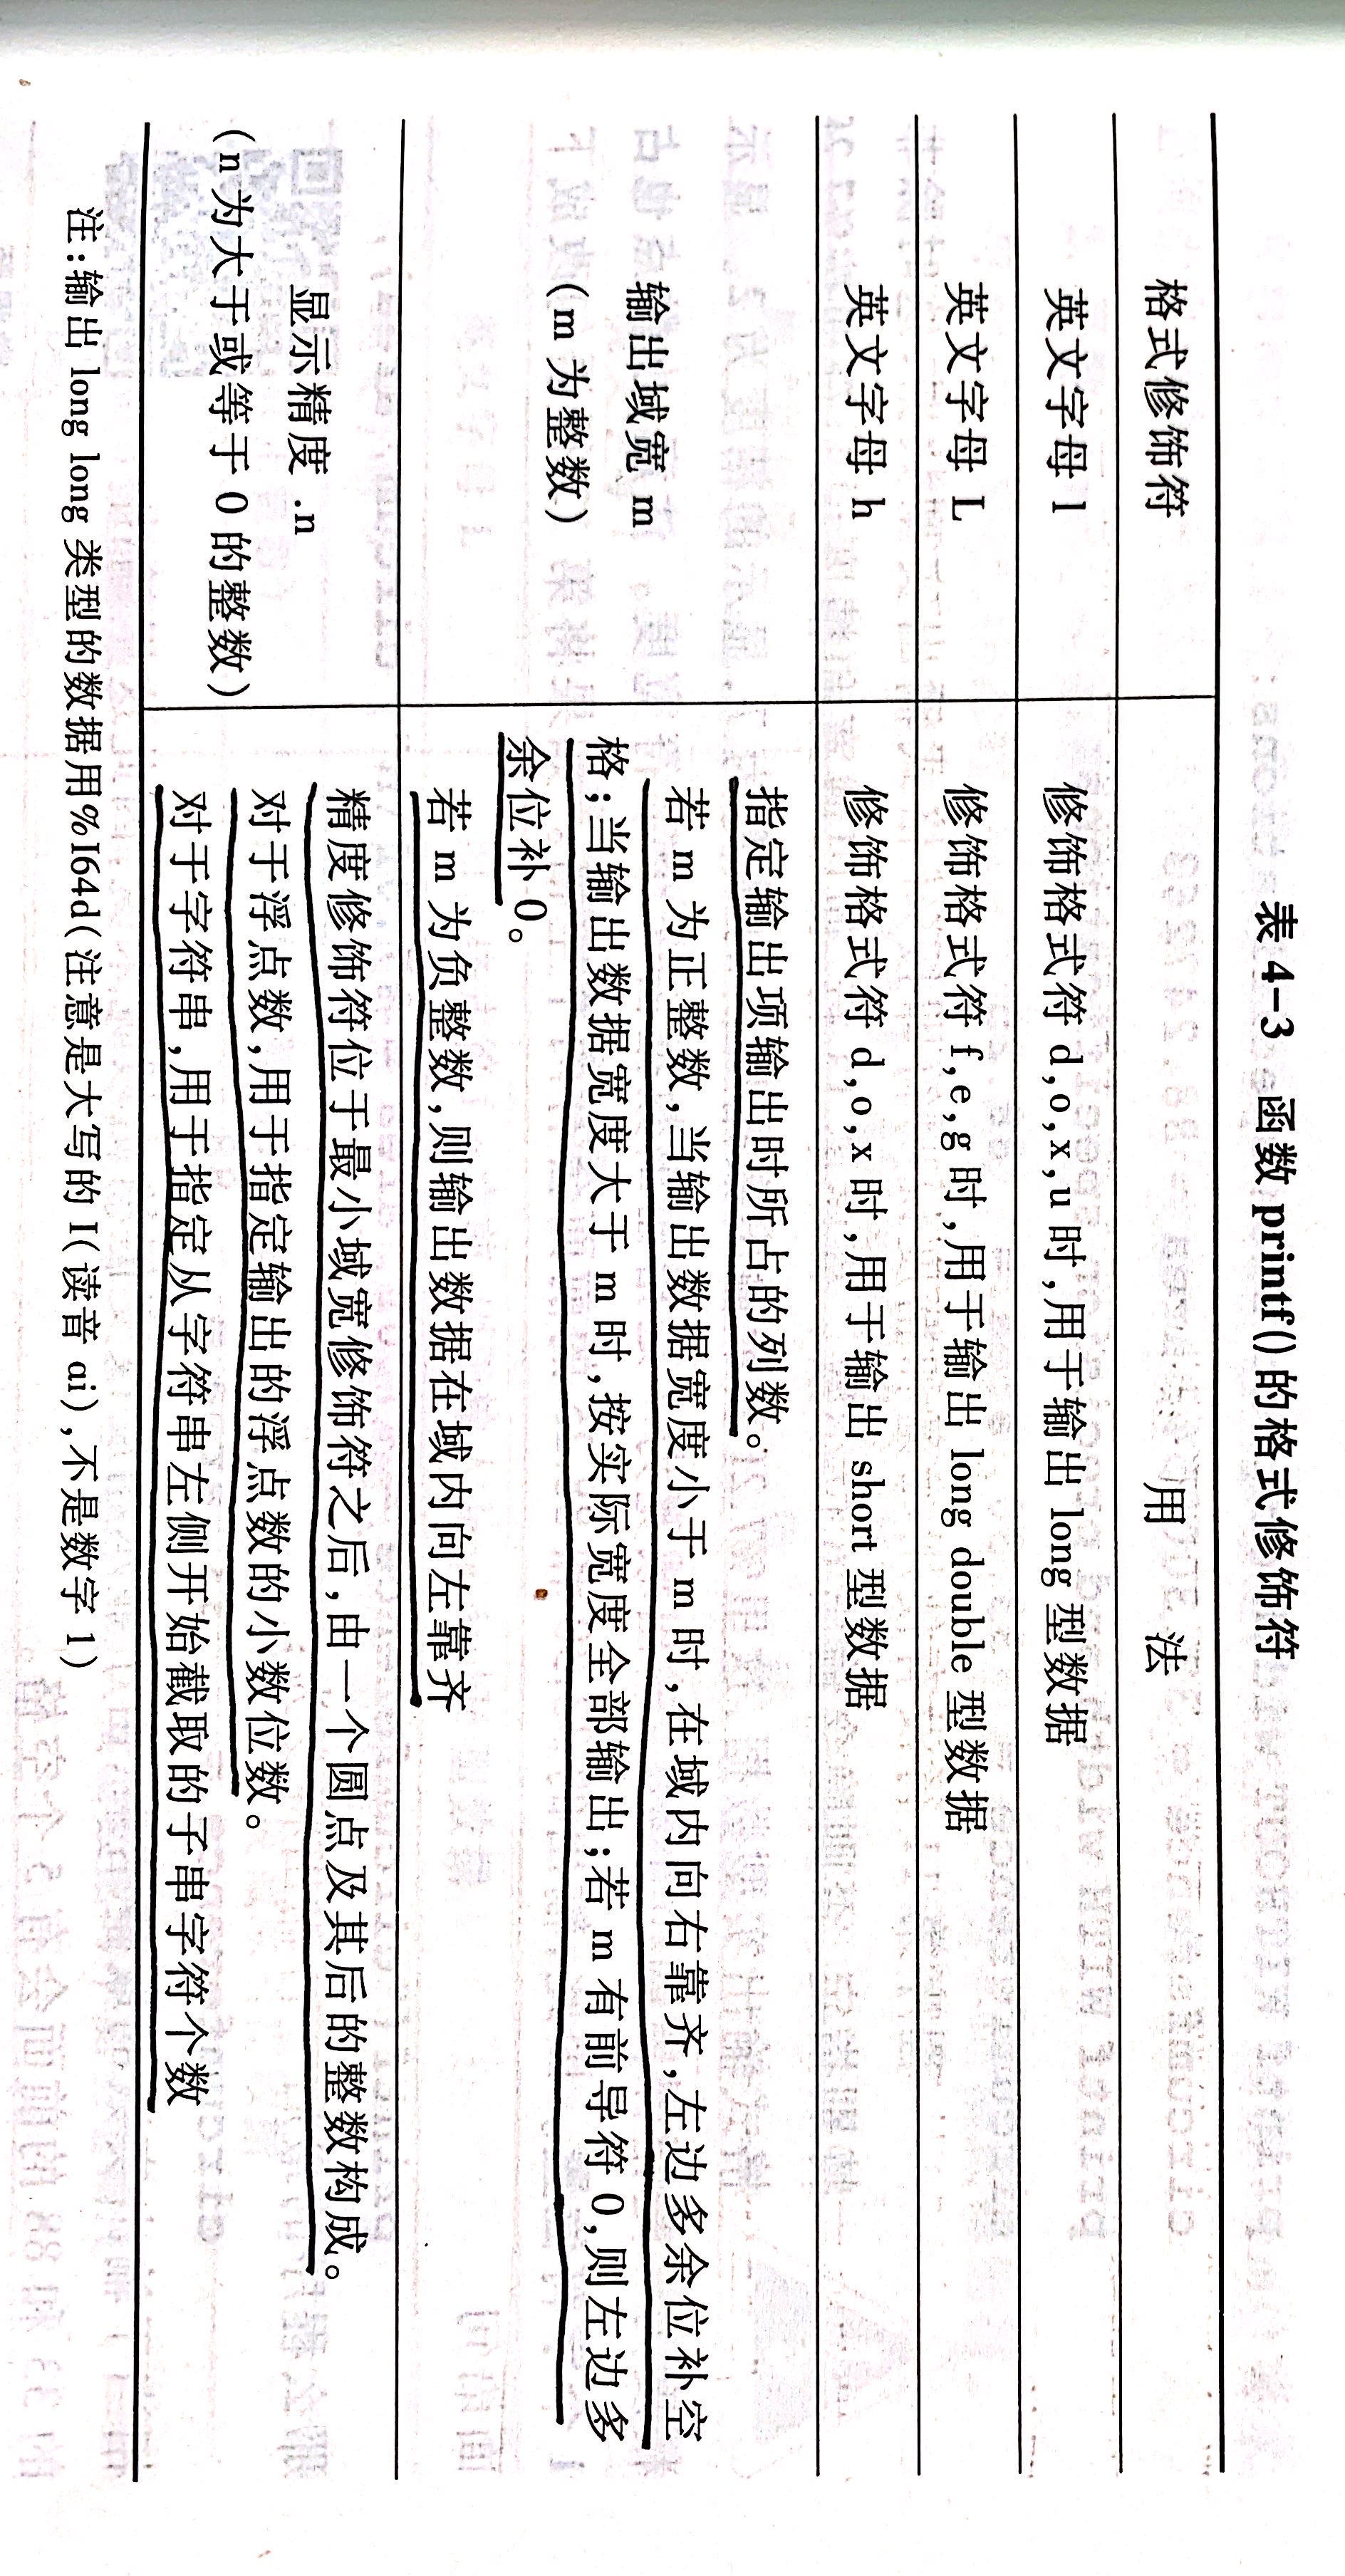 表 4-3 函数 printf() 的格式修饰符
格式修饰符 用 法
英文字母 l 修饰格式符 d,o,x,u 时,用于输出 long 型数据
英文字母 L 修饰格式符 f,e,g 时,用于输出 long double 型数据
英文字母 h 修饰格式符 d,o,x 时,用于输出 short 型数据
输出域宽 m
(m 为整数)
指定输出项输出时所占的列数。
若 m 为正整数,当输出数据宽度小于 m 时,在域内向右靠齐,左边多余位补空
格;当输出数据宽度大于 m 时,按实际宽度全部输出;若 m 有前导符 0,则左边多
余位补 0。
若 m 为负整数,则输出数据在域内向左靠齐
显示精度 .n
(n 为大于或等于 0 的整数)
精度修饰符位于最小域宽修饰符之后,由一个圆点及其后的整数构成。
对于浮点数,用于指定输出的浮点数的小数位数。
对于字符串,用于指定从字符串左侧开始截取的子串字符个数
注:输出 long long 类型的数据用%I64d(注意是大写的 I(读音 ɑi),不是数字 1)